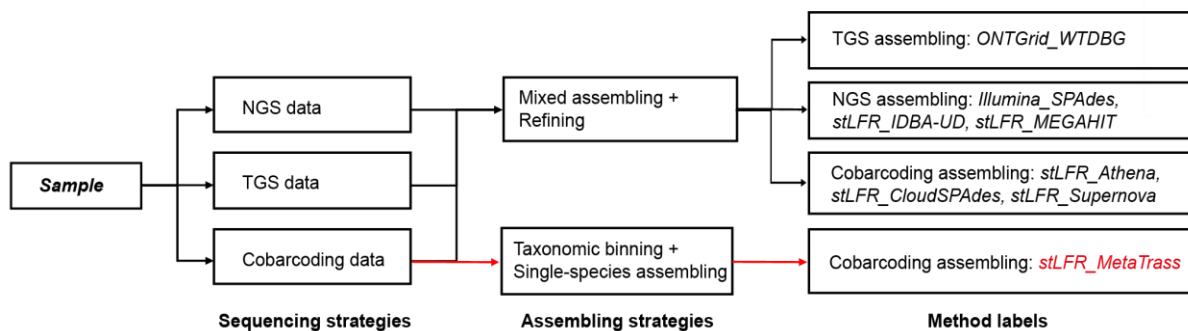 Sample
NGS data
TGS data
Cobarcoding data
Sequencing strategies
Mixed assembling +
Refining
Taxonomic binning +
Single-species assembling
Assembling strategies
TGS assembling: ONTGrid_WTDBG
NGS assembling: Illumina_SPAdes,
stLFR_IDBA-UD, stLFR_MEGAHIT
Cobarcoding assembling: stLFR_Athena,
stLFR_CloudSPAdes, stLFR_Supernova
Cobarcoding assembling: stLFR_MetaTrass
Method labels